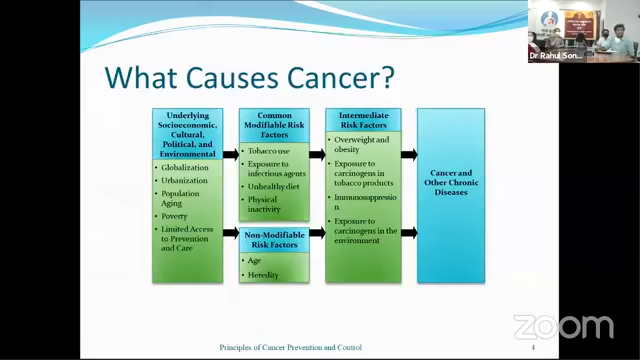 Dr Rahul Son...
What Causes Cancer?
Underlying
Socioeconomic,
Cultural,
Political, and
Environmental
• Globalization
• Urbanization
• Population
Aging
• Poverty
• Limited Access
to Prevention
and Care
Common
Modifiable Risk
Factors
• Tobacco use
• Exposure to
infectious agents
• Unhealthy diet
• Physical
inactivity
Non-Modifiable
Risk Factors
• Age
• Heredity
Intermediate
Risk Factors
• Overweight and
obesity
• Exposure to
carcinogens in
tobacco products
• Immunosuppressio
n
• Exposure to
carcinogens in the
environment
Cancer and
Other Chronic
Diseases
Principles of Cancer Prevention and Control
4
zoom